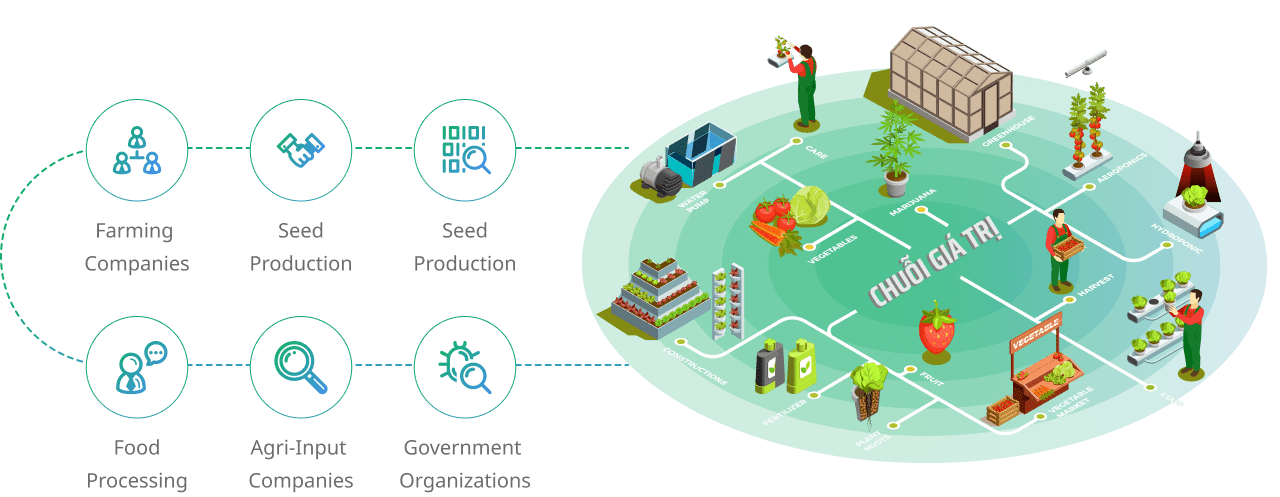 Farming
Companies
Seed
Production
Seed
Production
Food
Processing
Agri-Input
Companies
Government
Organizations
CHUỖI GIÁ TRỊ
CARE
WATER
PUMP
VEGETABLES
MARIJUANA
GREENHOUSE
AEROPONICS
HYDROPONIC
HARVEST
CONSTRUCTIONS
FERTILIZER
PLANT
ROOTS
FRUIT
VEGETABLE
VEGETABLE
MARKET